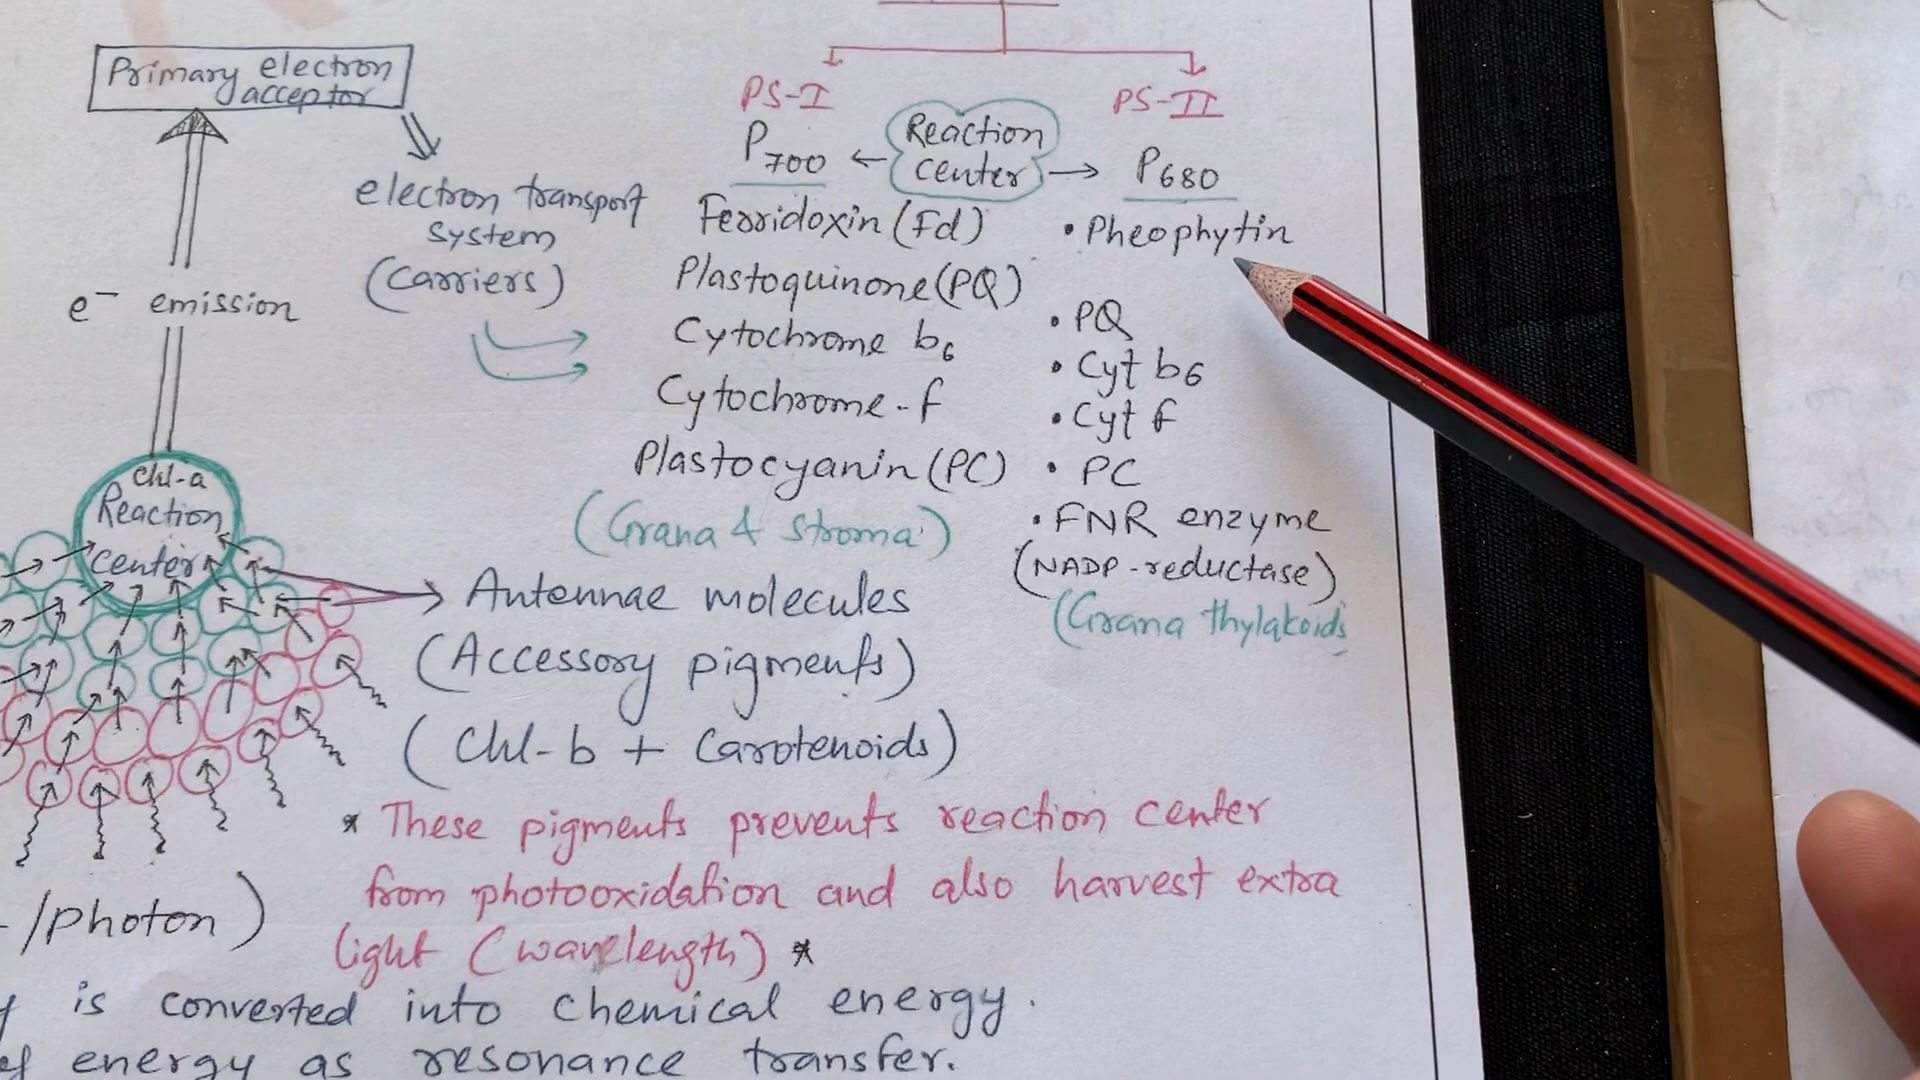 Primary electron
acceptor
e⁻ emission
electron transport
system
(carriers)
Chl-a
Reaction
center
PS-I
PS-II
Reaction
center
P700 ←
→ P680
Ferridoxin (Fd)
Plastoquinone (PQ)
Cytochrome b6
Cytochrome-f
Plastocyanin (PC)
(Grana & stroma)
• Pheophytin
• PQ
• Cyt b6
• Cyt f
• PC
• FNR enzyme
(NADP-reductase)
(Grana thylakoids
Antennae molecules
(Accessory pigments)
(Chl-b + Carotenoids)
* These pigments prevents reaction center
from photooxidation and also harvest extra
light (wavelength) *
/Photon)
is converted into chemical energy.
energy as resonance transfer.